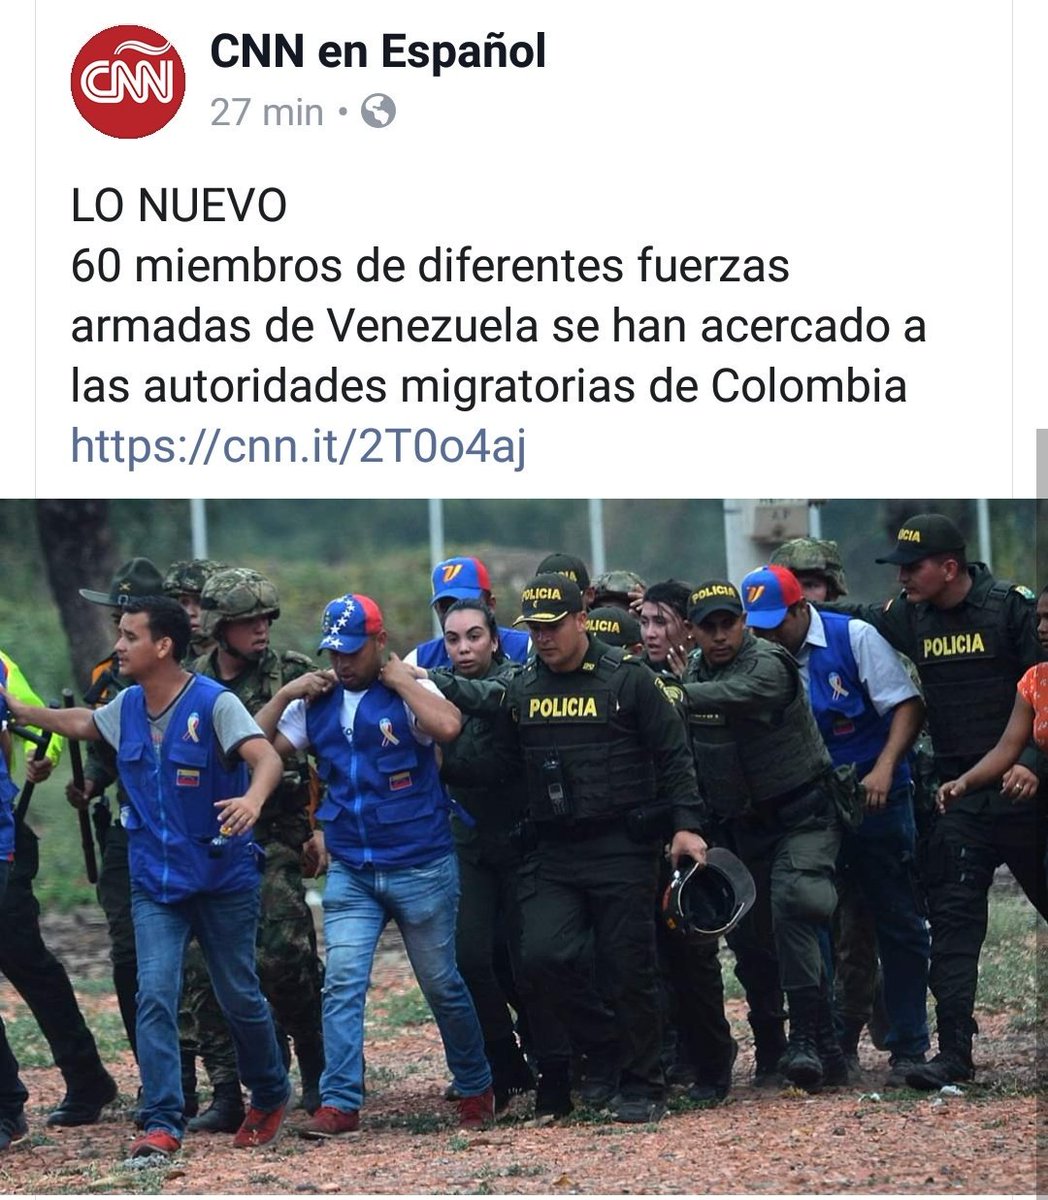 CNN
CNN en Español
27 min •
LO NUEVO
60 miembros de diferentes fuerzas
armadas de Venezuela se han acercado a
las autoridades migratorias de Colombia
https://cnn.it/2T0o4aj
POLICIA
POLICIA
POLICIA
POLICIA
POLICIA